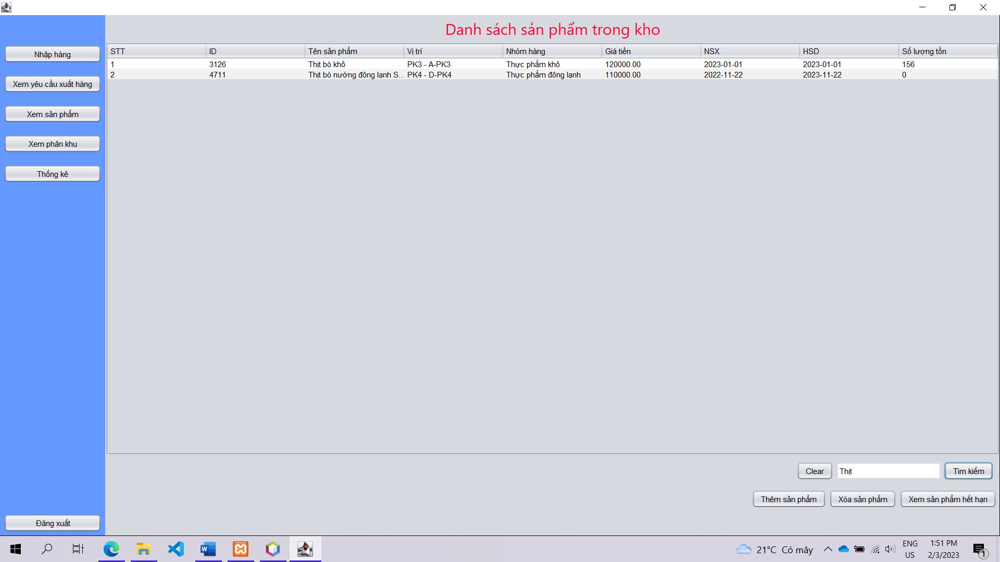 Danh sách sản phẩm trong kho
Nhập hàng
Xem yêu cầu xuất hàng
Xem sản phẩm
Xem phân khu
Thống kê
Đăng xuất
STT ID Tên sản phẩm Vị trí Nhóm hàng Giá tiền NSX HSD Số lượng tồn
1 3126 Thịt bò khô PK3 - A-PK3 Thực phẩm khô 120000.00 2023-01-01 2023-01-01 156
2 4711 Thịt bò nướng đông lạnh S... PK4 - D-PK4 Thực phẩm đông lạnh 110000.00 2022-11-22 2023-11-22 0
Clear Thịt Tìm kiếm
Thêm sản phẩm Xóa sản phẩm Xem sản phẩm hết hạn
21°C Có mây ENG US 1:51 PM 2/3/2023 1